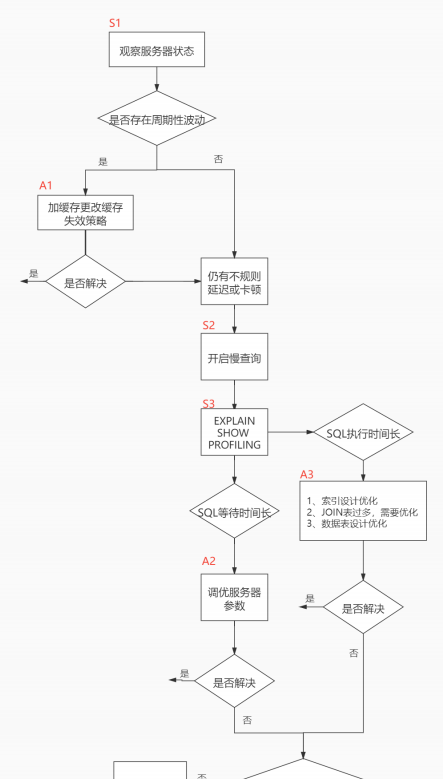 S1
观察服务器状态
是否存在周期性波动
是
否
A1
加缓存更改缓存
失效策略
是
是否解决
仍有不规则
延迟或卡顿
S2
开启慢查询
S3
EXPLAIN
SHOW
PROFILING
SQL执行时间长
A3
1、索引设计优化
2、JOIN表过多，需要优化
3、数据表设计优化
SQL等待时间长
A2
调优服务器
参数
是
是否解决
否
是
是否解决
否
否